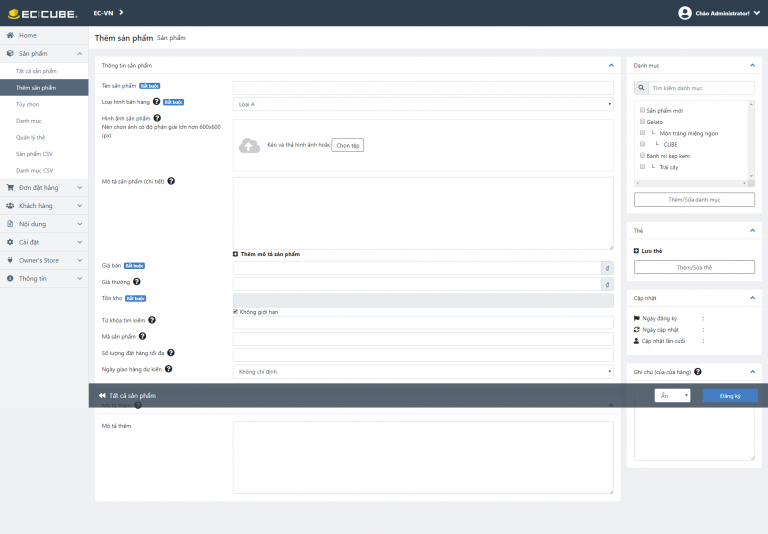 EC CUBE
EC-VN
Chào Administrator!
Home
Sản phẩm
Tất cả sản phẩm
Thêm sản phẩm
Tùy chọn
Danh mục
Quản lý thẻ
Sản phẩm CSV
Danh mục CSV
Đơn đặt hàng
Khách hàng
Nội dung
Cài đặt
Owner's Store
Thông tin
Thêm sản phẩm Sản phẩm
Thông tin sản phẩm
Tên sản phẩm Bắt buộc
Loại hình bán hàng Bắt buộc
Loại A
Hình ảnh sản phẩm
Nên chọn ảnh có độ phân giải lớn hơn 600x600
(px)
Kéo và thả hình ảnh hoặc Chọn tệp
Mô tả sản phẩm (chi tiết)
Thêm mô tả sản phẩm
Giá bán Bắt buộc
₫
Giá thường
₫
Tồn kho Bắt buộc
Không giới hạn
Từ khóa tìm kiếm
Mã sản phẩm
Số lượng đặt hàng tối đa
Ngày giao hàng dự kiến
Không chỉ định
Tất cả sản phẩm
Ẩn
Đăng ký
Mô tả thêm
Mô tả thêm
Danh mục
Tìm kiếm danh mục
Sản phẩm mới
Gelato
Món tráng miệng ngon
CUBE
Bánh mì kẹp kem
Trái cây
Thêm/Sửa danh mục
Thẻ
Lưu thẻ
Thêm/Sửa thẻ
Cập nhật
Ngày đăng ký :
Ngày cập nhật :
Cập nhật lần cuối :
Ghi chú (của cửa hàng)